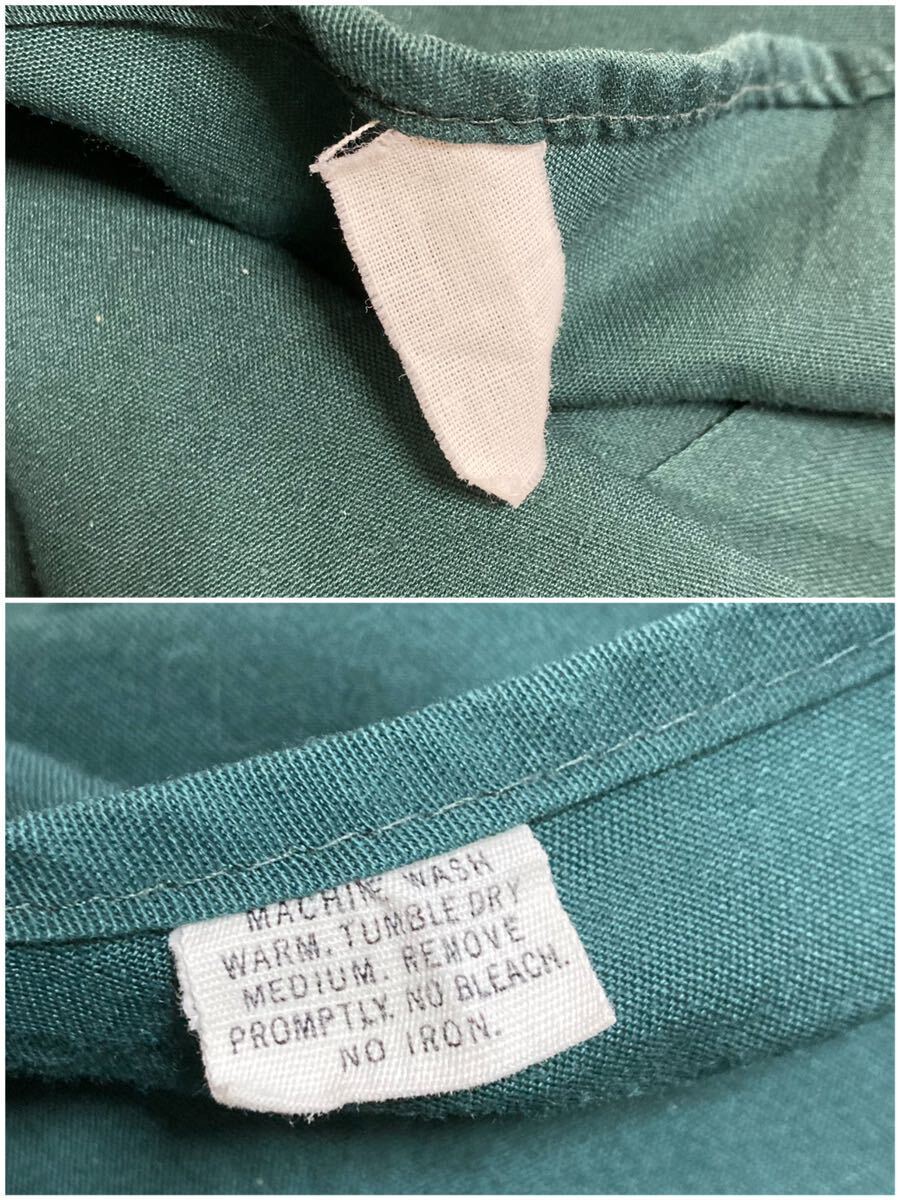 MACHINE WASH
WARM. TUMBLE DRY
MEDIUM. REMOVE
PROMPTLY. NO BLEACH.
NO IRON.